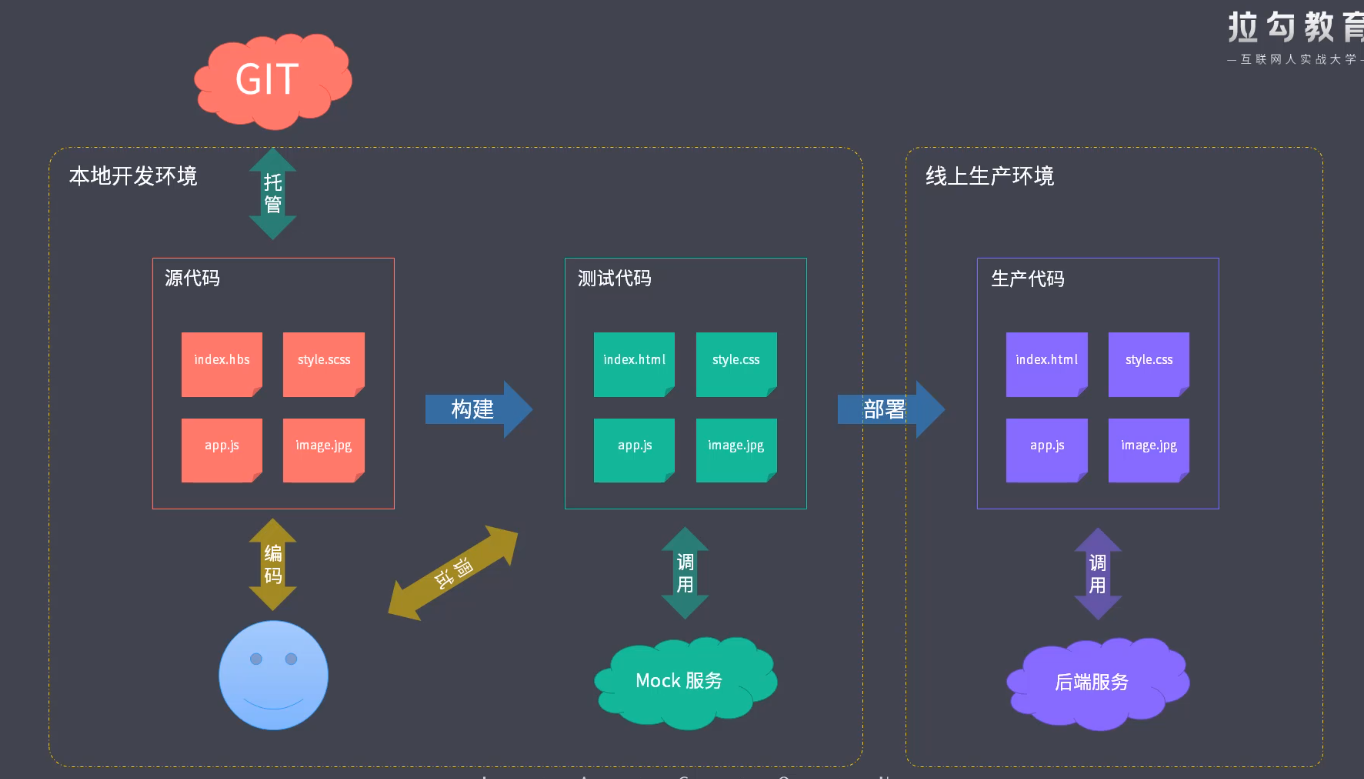 拉勾教育
—互联网人实战大学-
GIT
本地开发环境
托管
线上生产环境
源代码
index.hbs
style.scss
app.js
image.jpg
构建
测试代码
index.html
style.css
app.js
image.jpg
部署
生产代码
index.html
style.css
app.js
image.jpg
编码
调试
调用
调用
Mock 服务
后端服务